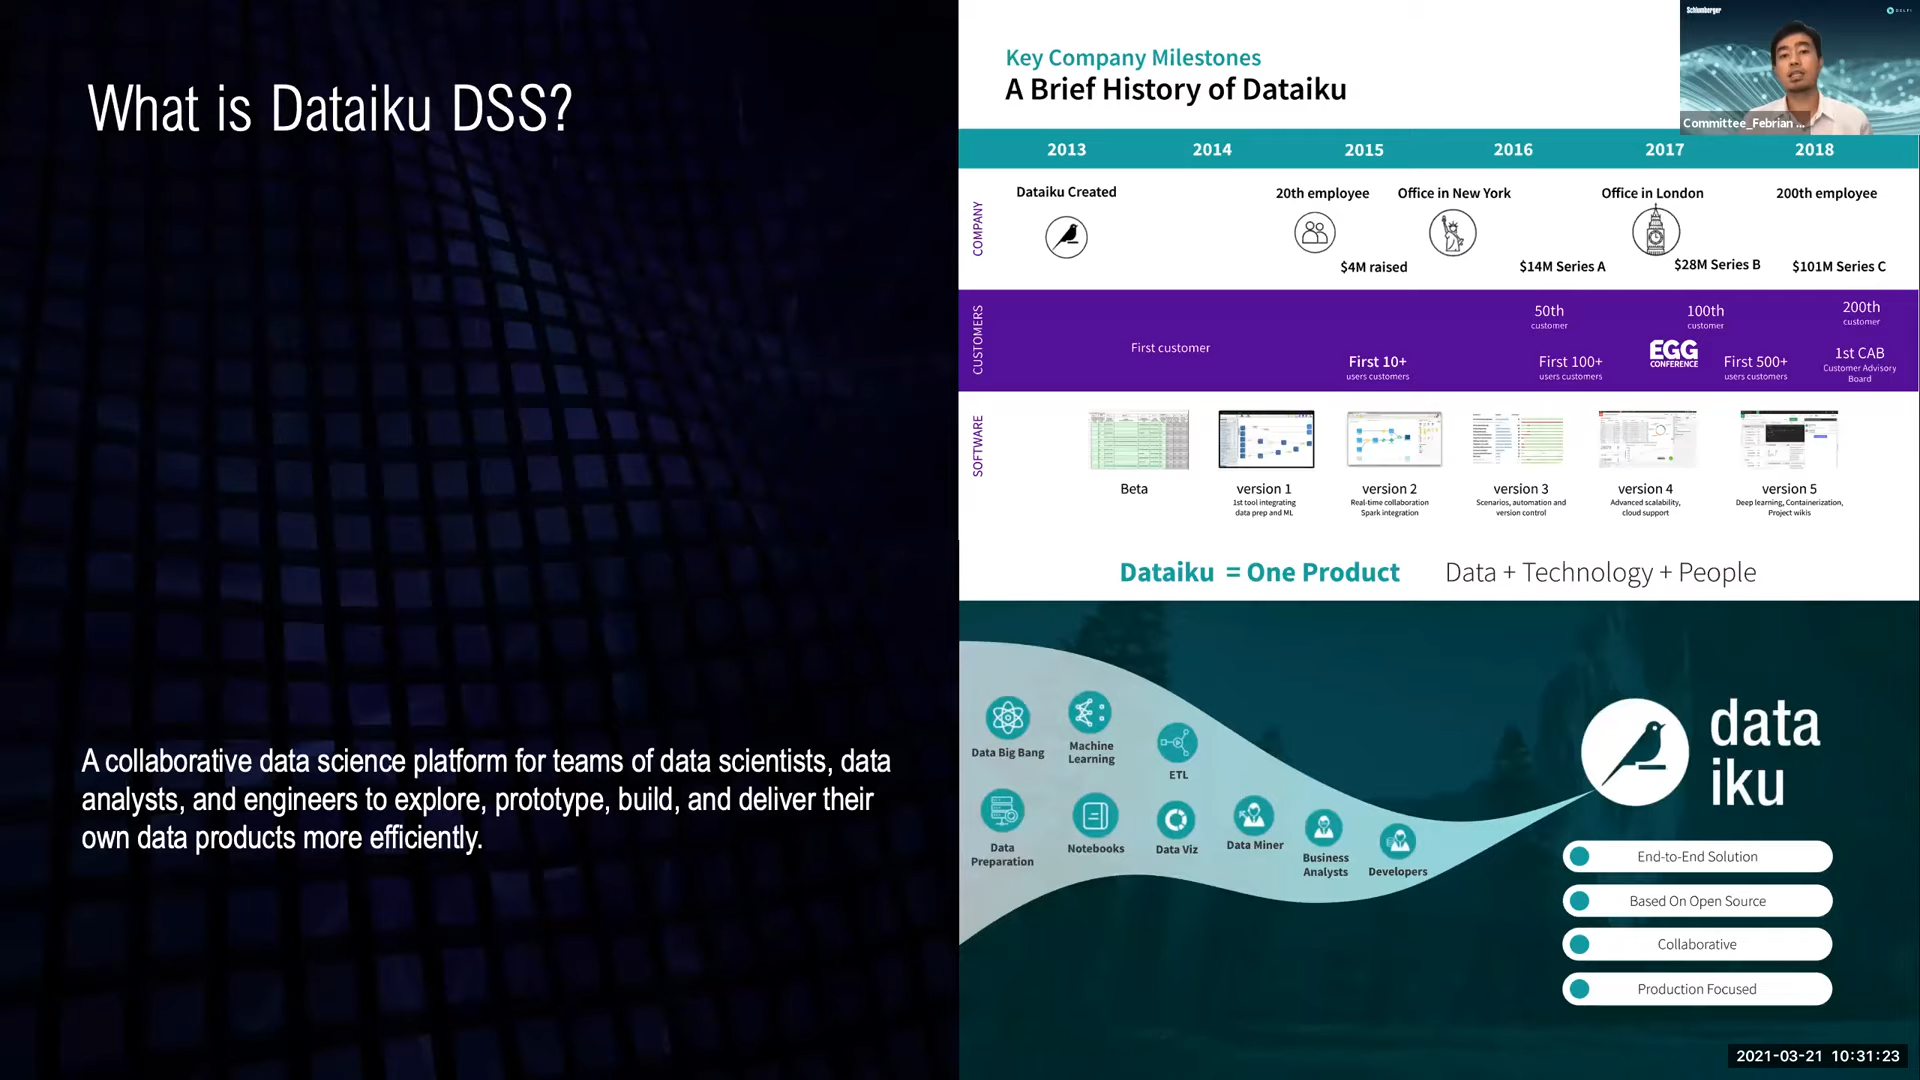 What is Dataiku DSS?
A collaborative data science platform for teams of data scientists, data
analysts, and engineers to explore, prototype, build, and deliver their
own data products more efficiently.
Key Company Milestones
A Brief History of Dataiku
Schlumberger
DELFI
Committee_Febrian ...
2013 2014 2015 2016 2017 2018
COMPANY
Dataiku Created
20th employee
Office in New York
Office in London
200th employee
$4M raised
$14M Series A
$28M Series B
$101M Series C
CUSTOMERS
First customer
First 10+
users customers
50th
customer
First 100+
users customers
EGG
CONFERENCE
100th
customer
First 500+
users customers
200th
customer
1st CAB
Customer Advisory
Board
SOFTWARE
Beta
version 1
1st tool integrating
data prep and ML
version 2
Real-time collaboration
Spark integration
version 3
Scenarios, automation and
version control
version 4
Advanced scalability,
cloud support
version 5
Deep learning, Containerization,
Project wikis
Dataiku = One Product
Data + Technology + People
Data Big Bang
Machine
Learning
ETL
Data
Preparation
Notebooks
Data Viz
Data Miner
Business
Analysts
Developers
data
iku
End-to-End Solution
Based On Open Source
Collaborative
Production Focused
2021-03-21 10:31:23